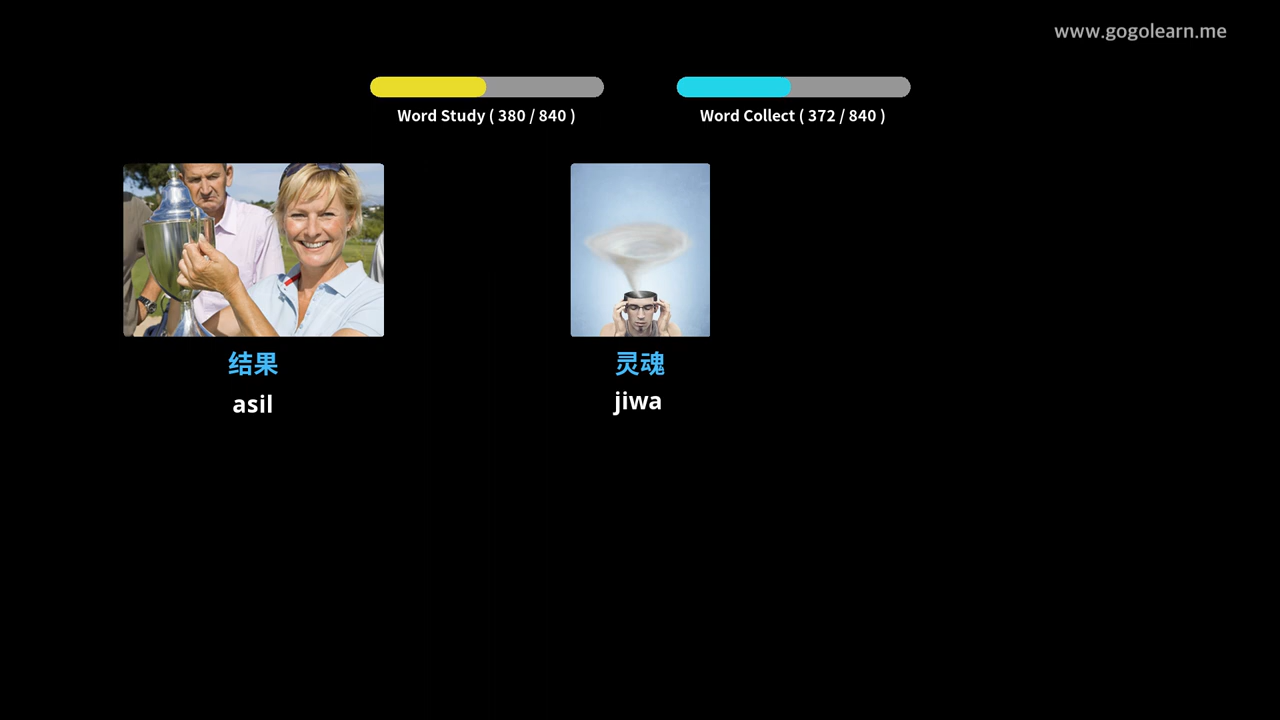 www.gogolearn.me
Word Study ( 380 / 840 )
Word Collect ( 372 / 840 )
结果
asil
灵魂
jiwa